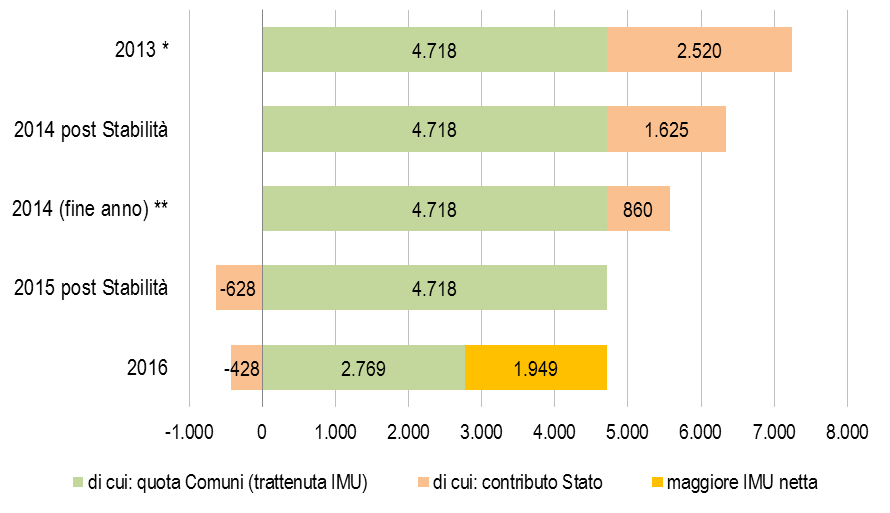 2013 *
4.718
2.520
2014 post Stabilità
4.718
1.625
2014 (fine anno) **
4.718
860
2015 post Stabilità
-628
4.718
2016
-428
2.769
1.949
-1.000 0 1.000 2.000 3.000 4.000 5.000 6.000 7.000 8.000
di cui: quota Comuni (trattenuta IMU) di cui: contributo Stato maggiore IMU netta